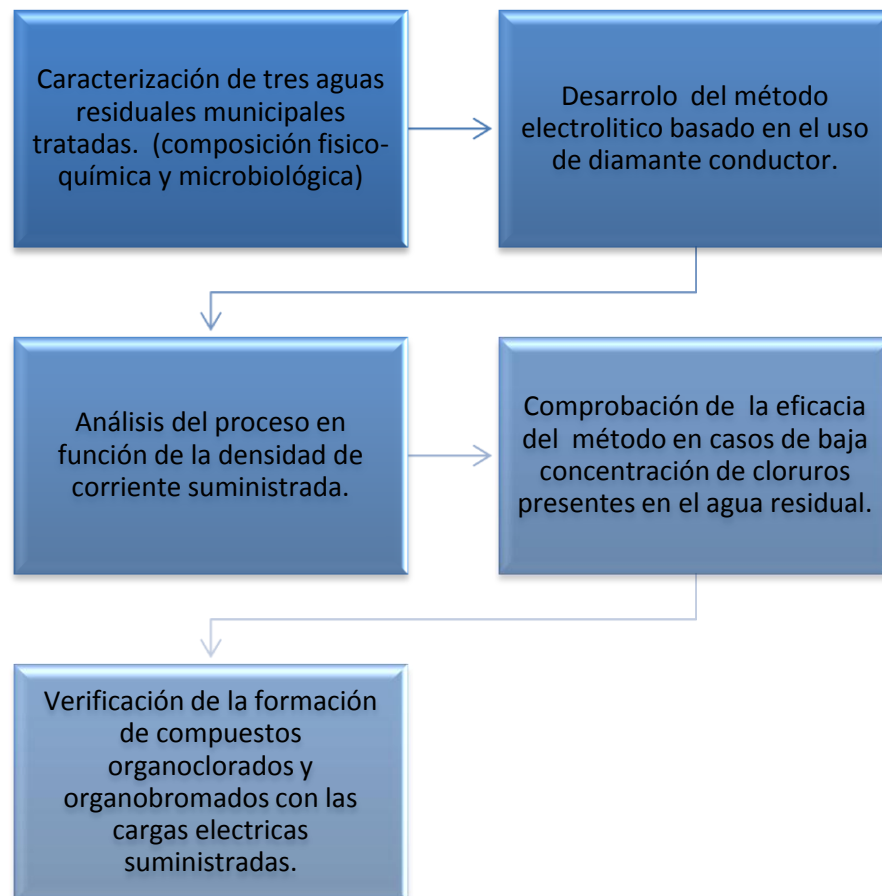 Caracterización de tres aguas
residuales municipales
tratadas. (composición fisico-
química y microbiológica)
Desarrolo del método
electrolitico basado en el uso
de diamante conductor.
Análisis del proceso en
función de la densidad de
corriente suministrada.
Comprobación de la eficacia
del método en casos de baja
concentración de cloruros
presentes en el agua residual.
Verificación de la formación
de compuestos
organoclorados y
organobromados con las
cargas electricas
suministradas.